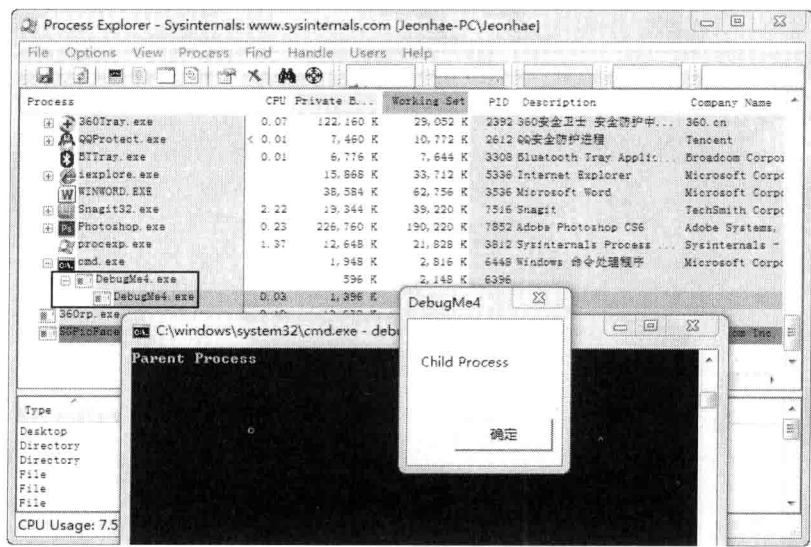 Process Explorer - Sysinternals: www.sysinternals.com [Jeonhae-PC\Jeonhae]
File Options View Process Find Handle Users Help
Process CPU Private B... Working Set PID Description Company Name
360Tray.exe 0.07 122,160 K 29,052 K 2392 360安全卫士 安全防护中... 360.cn
QQProtect.exe < 0.01 7,460 K 10,772 K 2612 QQ安全防护进程 Tencent
BTTray.exe 0.01 6,776 K 7,644 K 3308 Bluetooth Tray Applic... Broadcom Corpor
iexplore.exe 15,868 K 33,712 K 5336 Internet Explorer Microsoft Corpo
WINWORD.EXE 38,584 K 62,756 K 3536 Microsoft Word Microsoft Corpo
Snagit32.exe 2.22 19,344 K 39,220 K 7516 Snagit TechSmith Corpo
Photoshop.exe 0.23 226,760 K 190,220 K 7852 Adobe Photoshop CS6 Adobe Systems,
procexp.exe 1.37 12,648 K 21,828 K 3812 Sysinternals Process ... Sysinternals -
cmd.exe 1,948 K 2,816 K 6448 Windows 命令处理程序 Microsoft Corpo
DebugMe4.exe 596 K 2,148 K 6396
DebugMe4.exe 0.03 1,396 K
360rp.exe
DebugMe4
Child Process
确定
C:\windows\system32\cmd.exe - debu
Parent Process
Type
Desktop
Directory
Directory
File
File
File
CPU Usage: 7.5